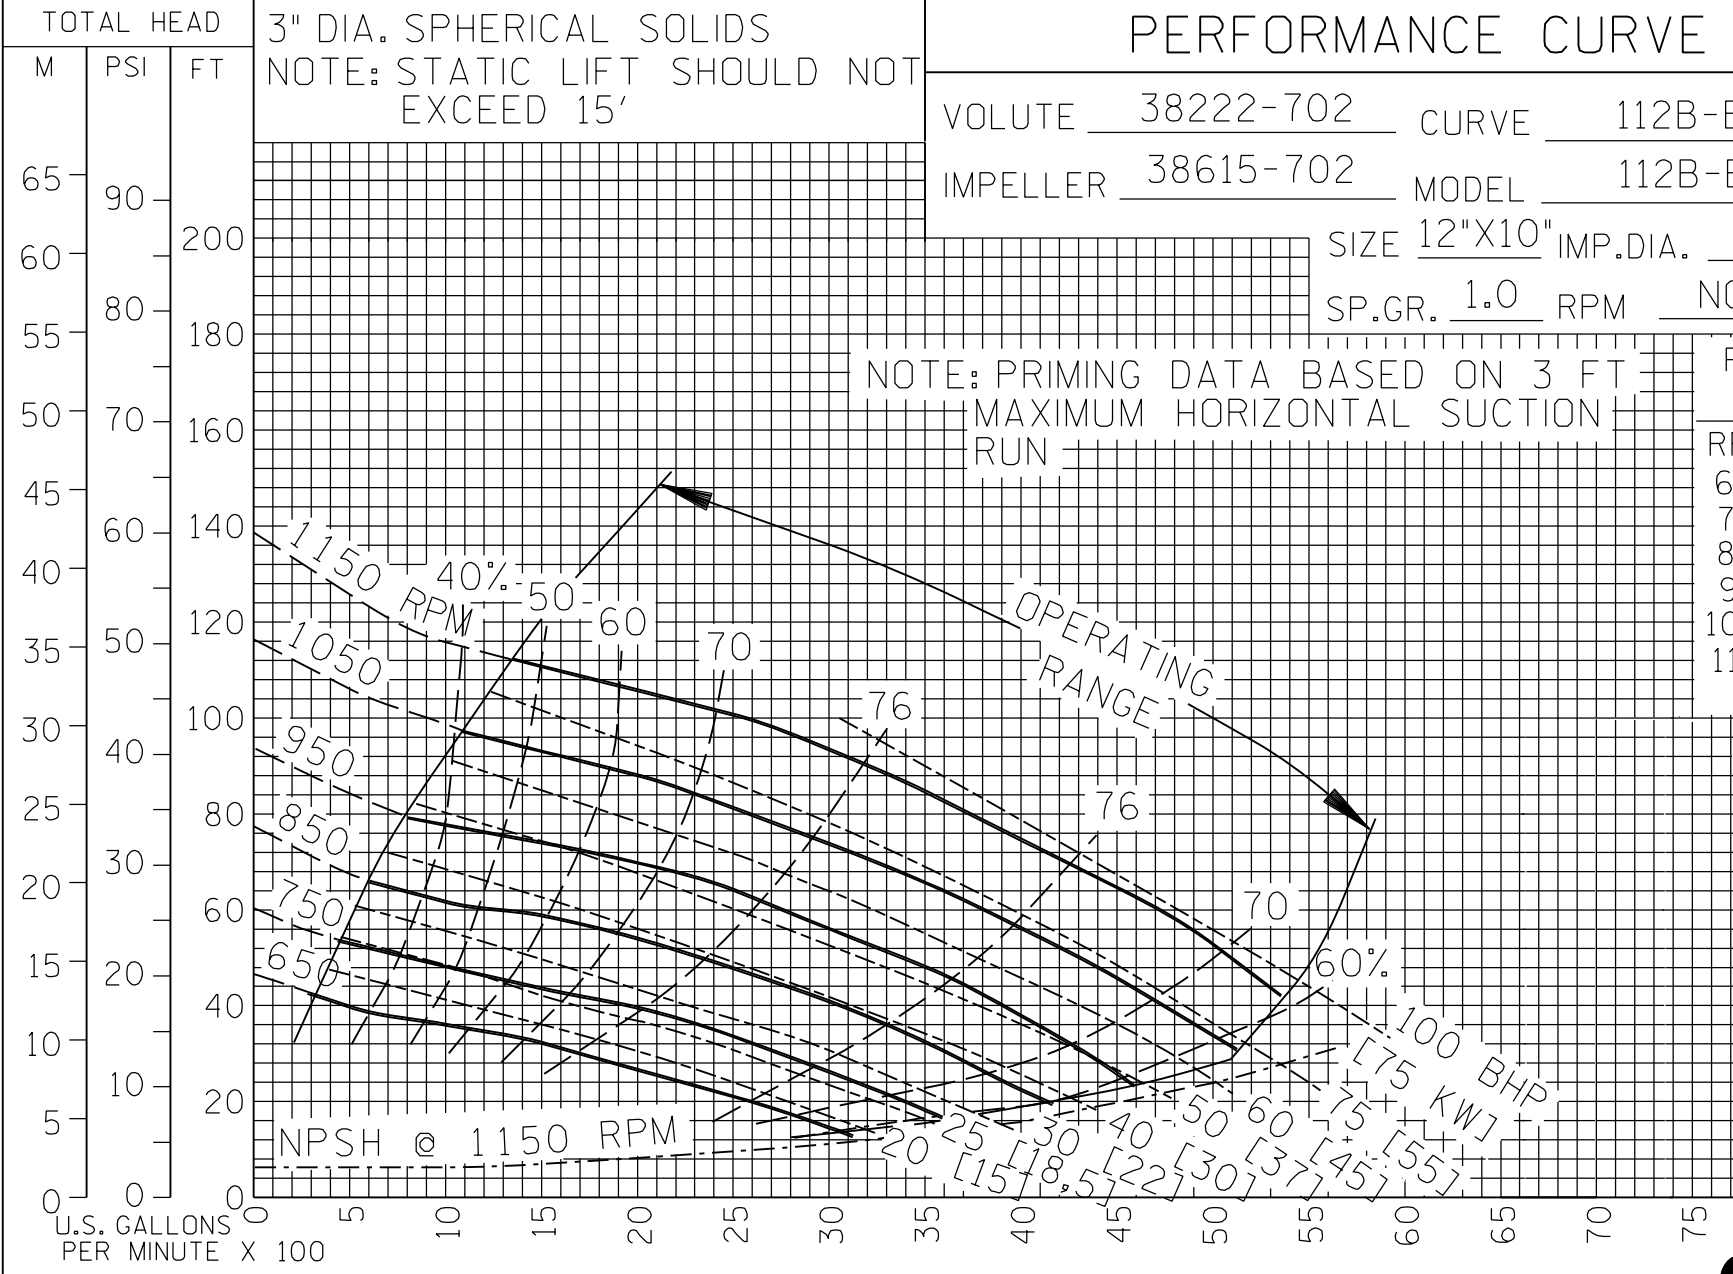 TOTAL HEAD
M PSI FT
3" DIA. SPHERICAL SOLIDS
NOTE: STATIC LIFT SHOULD NOT
EXCEED 15'
PERFORMANCE CURVE
VOLUTE 38222-702 CURVE 112B-
IMPELLER 38615-702 MODEL 112B-
SIZE 12"X10" IMP.DIA.
SP.GR. 1.0 RPM
NOTE: PRIMING DATA BASED ON 3 FT
MAXIMUM HORIZONTAL SUCTION
RUN
65
60
55
50
45
40
35
30
25
20
15
10
5
0
90
80
70
60
50
40
30
20
10
0
200
180
160
140
120
100
80
60
40
20
0
1150 RPM
1050
950
850
750
650
40%
50
60
70
76
76
70
60%
OPERATING
RANGE
100 BHP
[75 KW]
75 [55]
60 [45]
50 [37]
40 [30]
30 [22]
25 [18,5]
20 [15]
NPSH @ 1150 RPM
0 5 10 15 20 25 30 35 40 45 50 55 60 65 70 75
U.S. GALLONS
PER MINUTE X 100